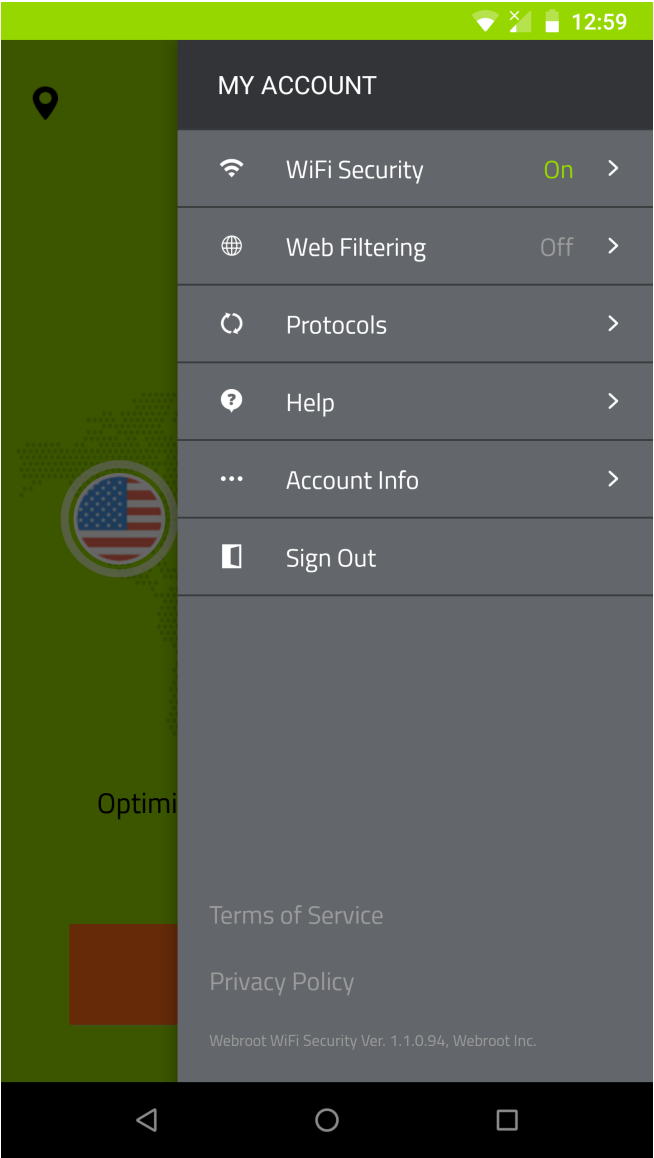 12:59
MY ACCOUNT
WiFi Security On
Web Filtering Off
Protocols
Help
Account Info
Sign Out
Optimi
Terms of Service
Privacy Policy
Webroot WiFi Security Ver. 1.1.0.94, Webroot Inc.